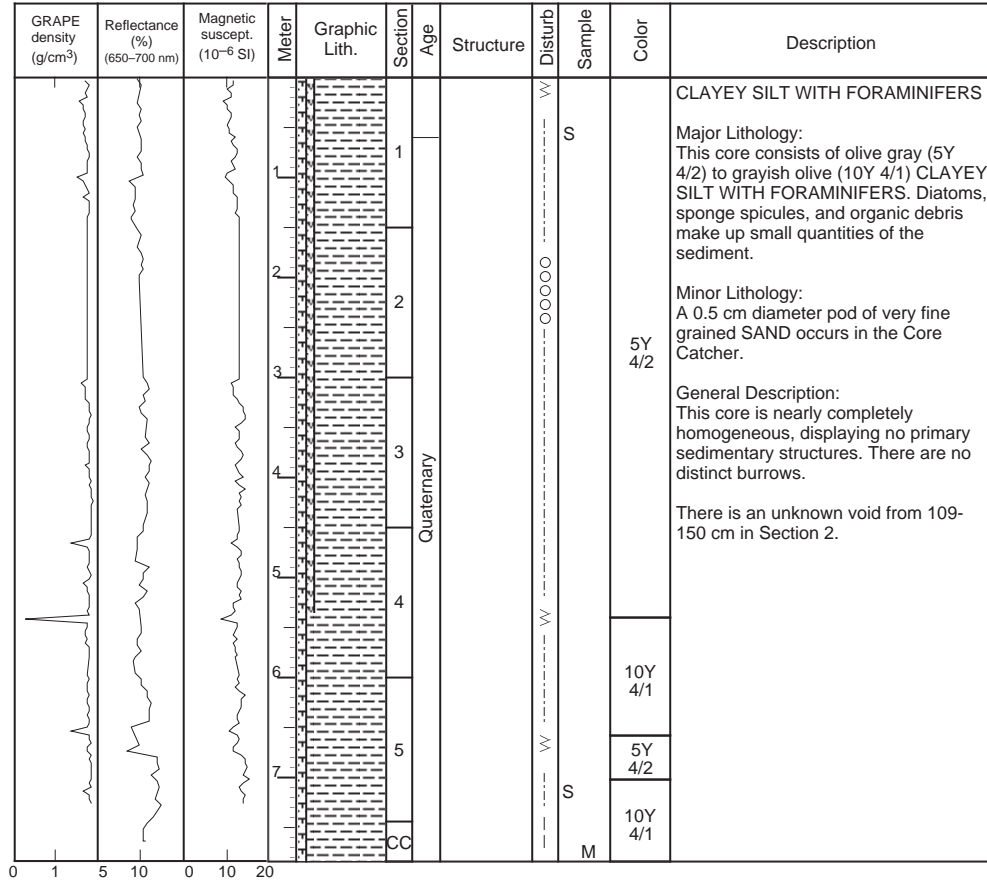 GRAPE
density
(g/cm3)
Reflectance
(%)
(650–700 nm)
Magnetic
suscept.
(10–6 SI)
Meter
Graphic
Lith.
Section
Age
Structure
Disturb
Sample
Color
Description
1
2
3
4
5
6
7
1
2
3
4
5
CC
Quaternary
S
S
M
5Y
4/2
10Y
4/1
5Y
4/2
10Y
4/1
CLAYEY SILT WITH FORAMINIFERS
Major Lithology:
This core consists of olive gray (5Y
4/2) to grayish olive (10Y 4/1) CLAYEY
SILT WITH FORAMINIFERS. Diatoms,
sponge spicules, and organic debris
make up small quantities of the
sediment.
Minor Lithology:
A 0.5 cm diameter pod of very fine
grained SAND occurs in the Core
Catcher.
General Description:
This core is nearly completely
homogeneous, displaying no primary
sedimentary structures. There are no
distinct burrows.
There is an unknown void from 109-
150 cm in Section 2.
0 1 5 10 0 10 20